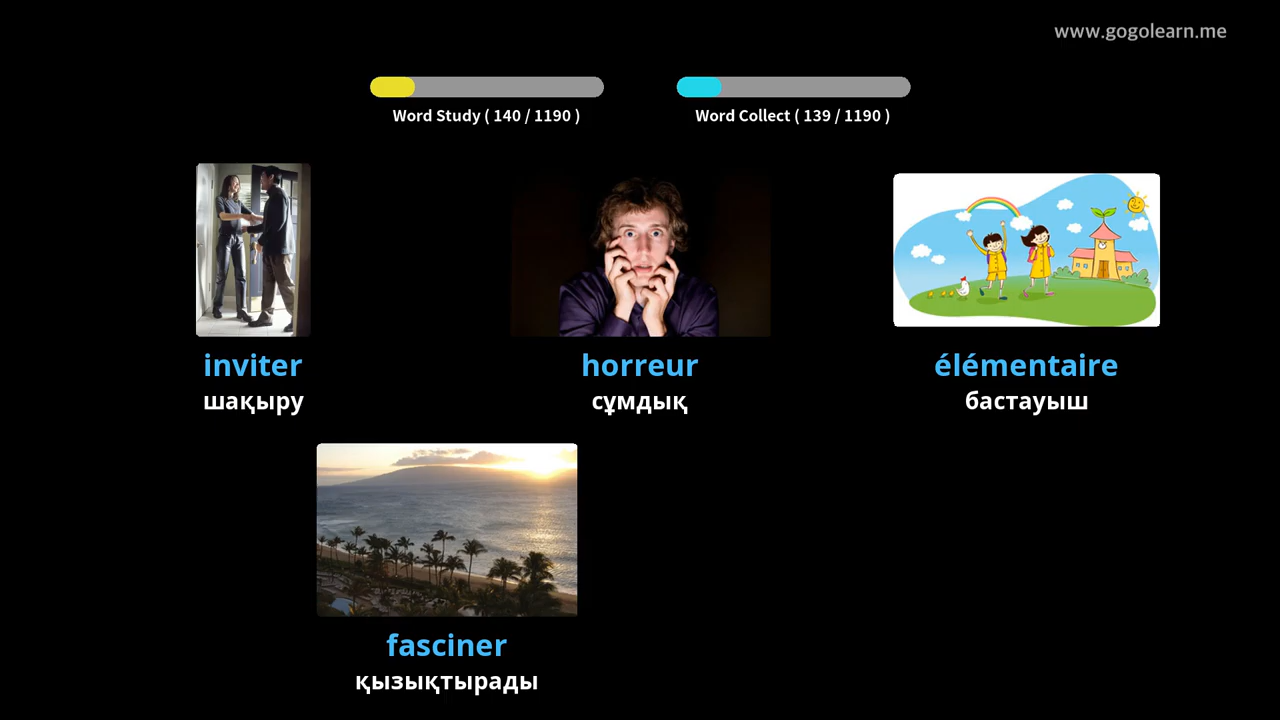 www.gogolearn.me
Word Study ( 140 / 1190 )
Word Collect ( 139 / 1190 )
inviter
шақыру
horreur
сұмдық
élémentaire
бастауыш
fasciner
қызықтырады